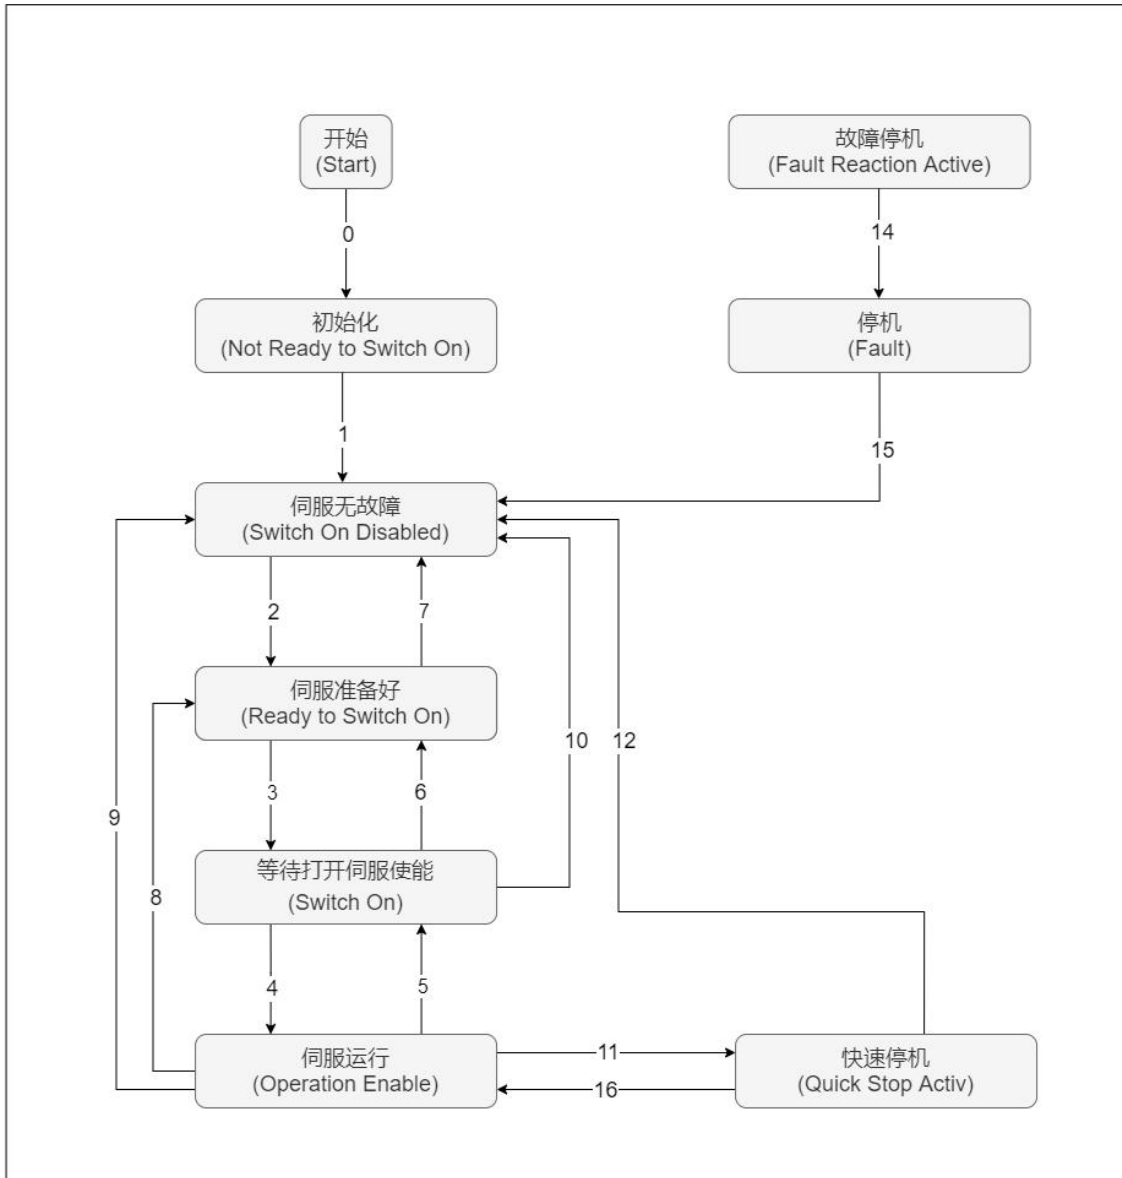 开始
(Start)
故障停机
(Fault Reaction Active)
0
14
初始化
(Not Ready to Switch On)
停机
(Fault)
1
15
伺服无故障
(Switch On Disabled)
2
7
伺服准备好
(Ready to Switch On)
10
12
3
6
9
等待打开伺服使能
(Switch On)
8
4
5
伺服运行
(Operation Enable)
11
16
快速停机
(Quick Stop Activ)